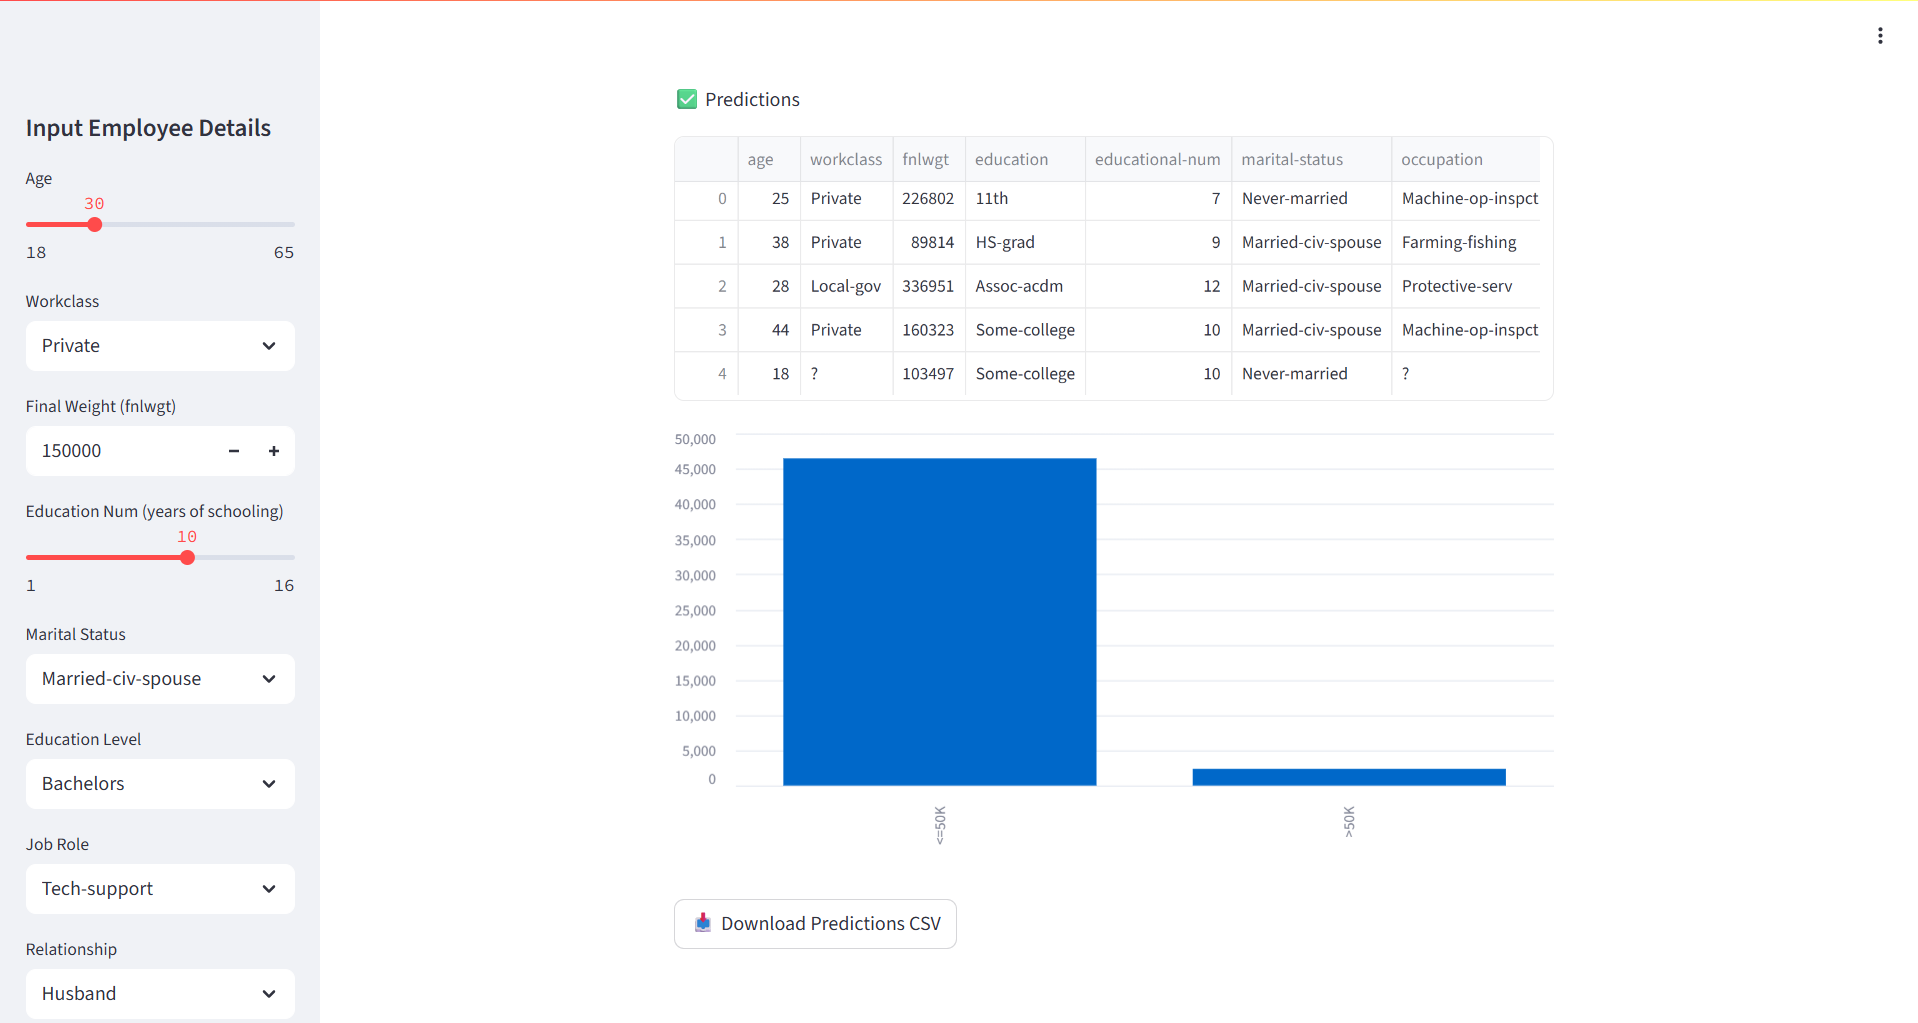 Input Employee Details
Age
30
18 65
Workclass
Private
Final Weight (fnlwgt)
150000 − +
Education Num (years of schooling)
10
1 16
Marital Status
Married-civ-spouse
Education Level
Bachelors
Job Role
Tech-support
Relationship
Husband
✅ Predictions
age workclass fnlwgt education educational-num marital-status occupation
0 25 Private 226802 11th 7 Never-married Machine-op-inspct
1 38 Private 89814 HS-grad 9 Married-civ-spouse Farming-fishing
2 28 Local-gov 336951 Assoc-acdm 12 Married-civ-spouse Protective-serv
3 44 Private 160323 Some-college 10 Married-civ-spouse Machine-op-inspct
4 18 ? 103497 Some-college 10 Never-married ?
50,000
45,000
40,000
35,000
30,000
25,000
20,000
15,000
10,000
5,000
0
<=50K >50K
Download Predictions CSV